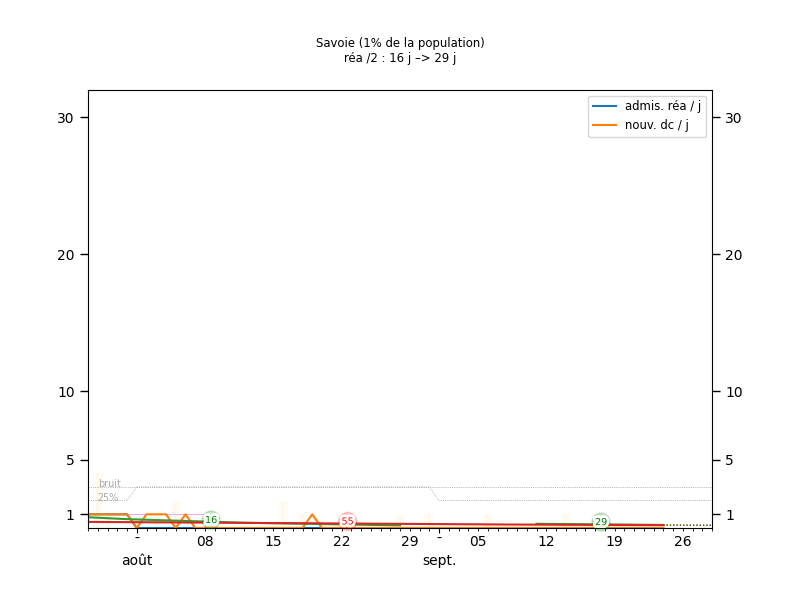 Savoie (1% de la population)
réa /2 : 16 j –> 29 j
admis. réa / j
nouv. dc / j
30 30
20 20
10 10
5 5
1 1
bruit
25%
16 55 29
- 08 15 22 29 - 05 12 19 26
août sept.